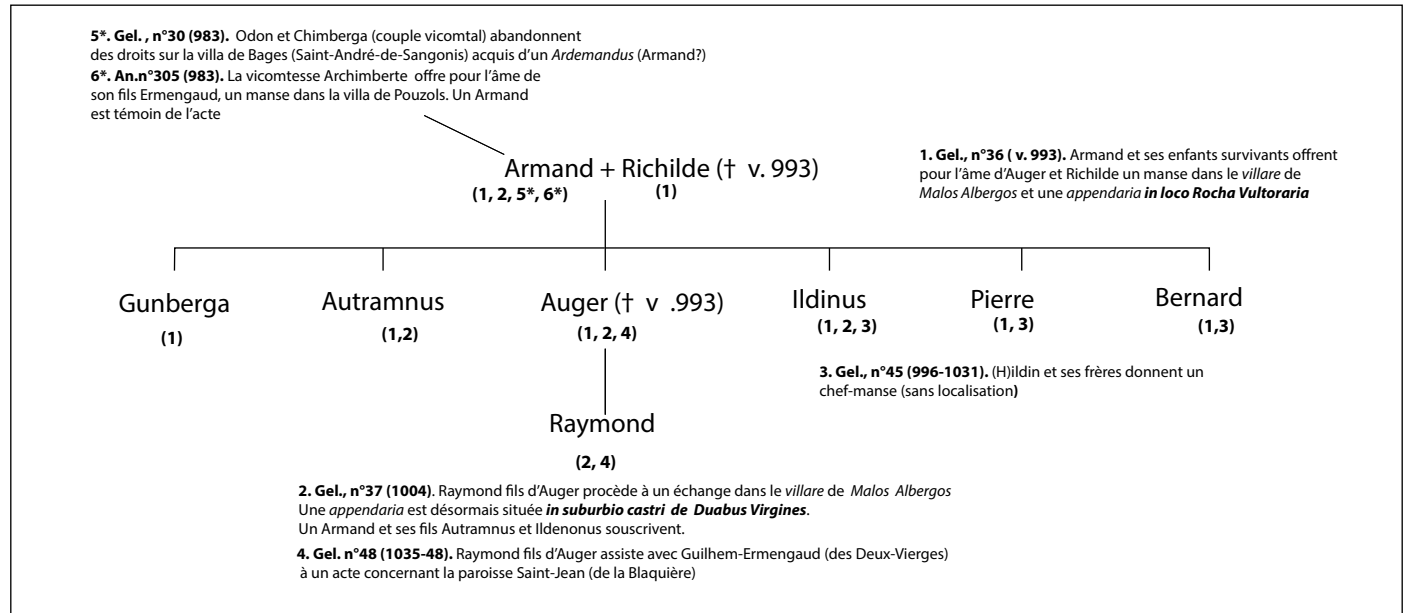 5*. Gel. , n°30 (983). Odon et Chimberga (couple vicomtal) abandonnent
des droits sur la villa de Bages (Saint-André-de-Sangonis) acquis d'un Ardemandus (Armand?)
6*. An.n°305 (983). La vicomtesse Archimberte offre pour l'âme de
son fils Ermengaud, un manse dans la villa de Pouzols. Un Armand
est témoin de l'acte
Armand + Richilde († v. 993)
(1, 2, 5*, 6*)
(1)
1. Gel., n°36 ( v. 993). Armand et ses enfants survivants offrent
pour l'âme d'Auger et Richilde un manse dans le villare de
Malos Albergos et une appendaria in loco Rocha Vultoraria
Gunberga
(1)
Autramnus
(1,2)
Auger († v .993)
(1, 2, 4)
Ildinus
(1, 2, 3)
Pierre
(1, 3)
Bernard
(1,3)
3. Gel., n°45 (996-1031). (H)ildin et ses frères donnent un
chef-manse (sans localisation)
Raymond
(2, 4)
2. Gel., n°37 (1004). Raymond fils d'Auger procède à un échange dans le villare de Malos Albergos
Une appendaria est désormais située in suburbio castri de Duabus Virgines.
Un Armand et ses fils Autramnus et Ildenonus souscrivent.
4. Gel. n°48 (1035-48). Raymond fils d'Auger assiste avec Guilhem-Ermengaud (des Deux-Vierges)
à un acte concernant la paroisse Saint-Jean (de la Blaquière)